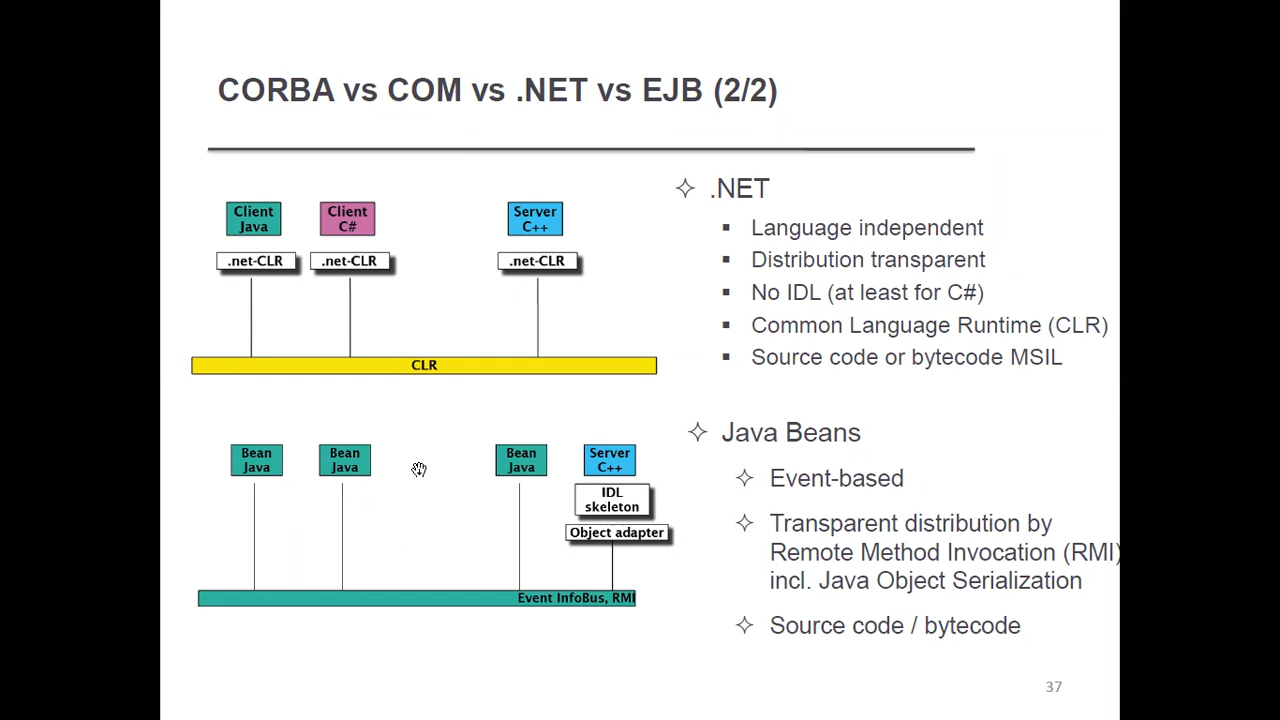 CORBA vs COM vs .NET vs EJB (2/2)
Client
Java
Client
C#
Server
C++
.net-CLR
.net-CLR
.net-CLR
CLR
✧ .NET
▪ Language independent
▪ Distribution transparent
▪ No IDL (at least for C#)
▪ Common Language Runtime (CLR)
▪ Source code or bytecode MSIL
Bean
Java
Bean
Java
Bean
Java
Server
C++
IDL
skeleton
Object adapter
Event InfoBus, RMI
✧ Java Beans
✧ Event-based
✧ Transparent distribution by
Remote Method Invocation (RMI)
incl. Java Object Serialization
✧ Source code / bytecode
37